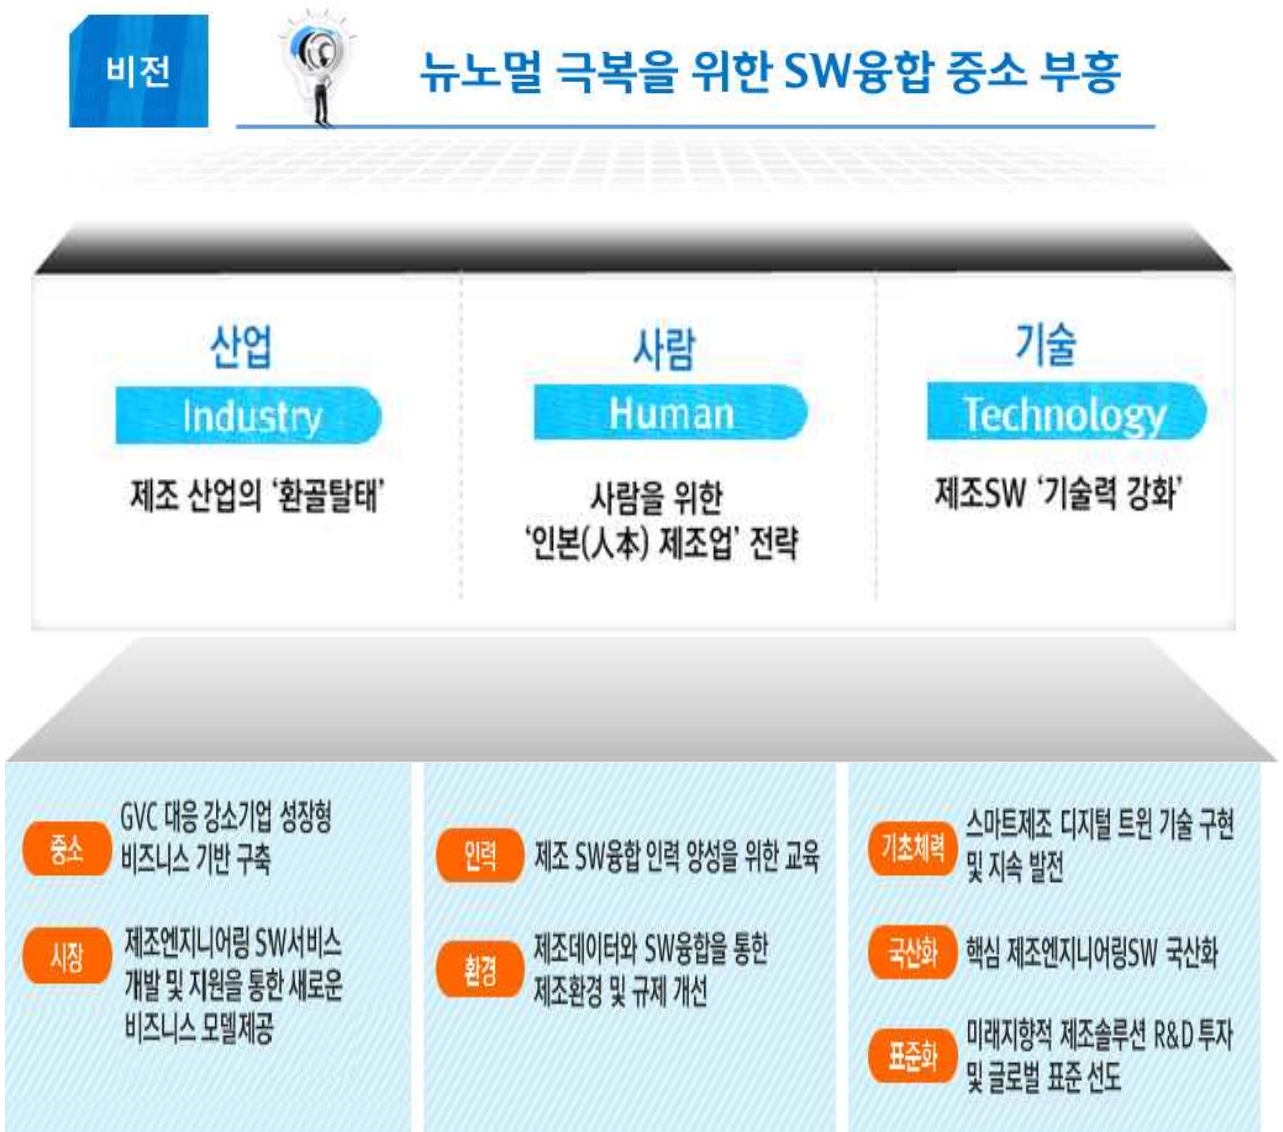 비전
뉴노멀 극복을 위한 SW융합 중소 부흥
산업
Industry
제조 산업의 ‘환골탈태’
사람
Human
사람을 위한
‘인본(人本) 제조업’ 전략
기술
Technology
제조SW ‘기술력 강화’
중소
GVC 대응 강소기업 성장형
비즈니스 기반 구축
시장
제조엔지니어링 SW서비스
개발 및 지원을 통한 새로운
비즈니스 모델제공
인력
제조 SW융합 인력 양성을 위한 교육
환경
제조데이터와 SW융합을 통한
제조환경 및 규제 개선
기초체력
스마트제조 디지털 트윈 기술 구현
및 지속 발전
국산화
핵심 제조엔지니어링SW 국산화
표준화
미래지향적 제조솔루션 R&D 투자
및 글로벌 표준 선도